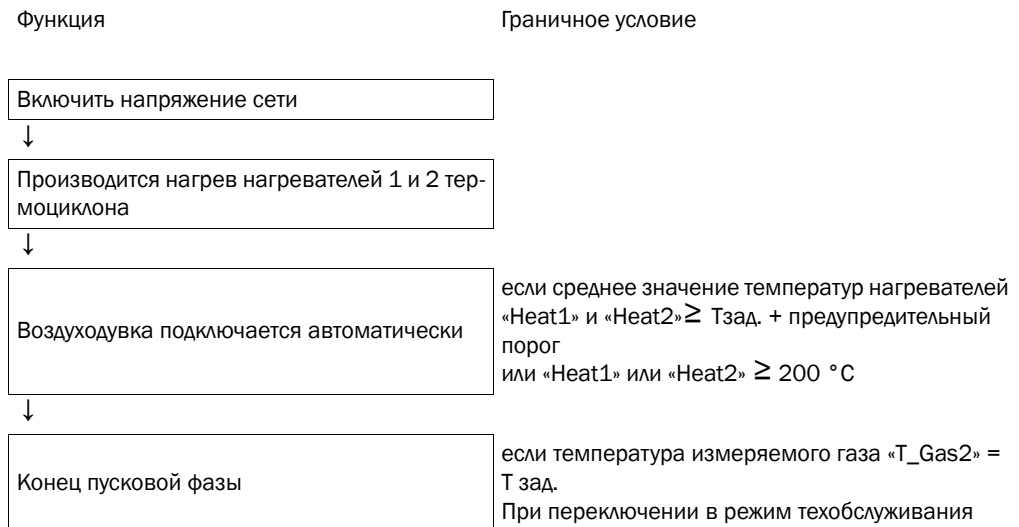 Функция
Граничное условие
Включить напряжение сети
↓
Производится нагрев нагревателей 1 и 2 тер-
моциклона
↓
Воздуходувка подключается автоматически
если среднее значение температур нагревателей
«Heat1» и «Heat2»≥ Tзад. + предупредительный
порог
или «Heat1» или «Heat2» ≥ 200 °C
↓
Конец пусковой фазы
если температура измеряемого газа «T_Gas2» =
T зад.
При переключении в режим техобслуживания